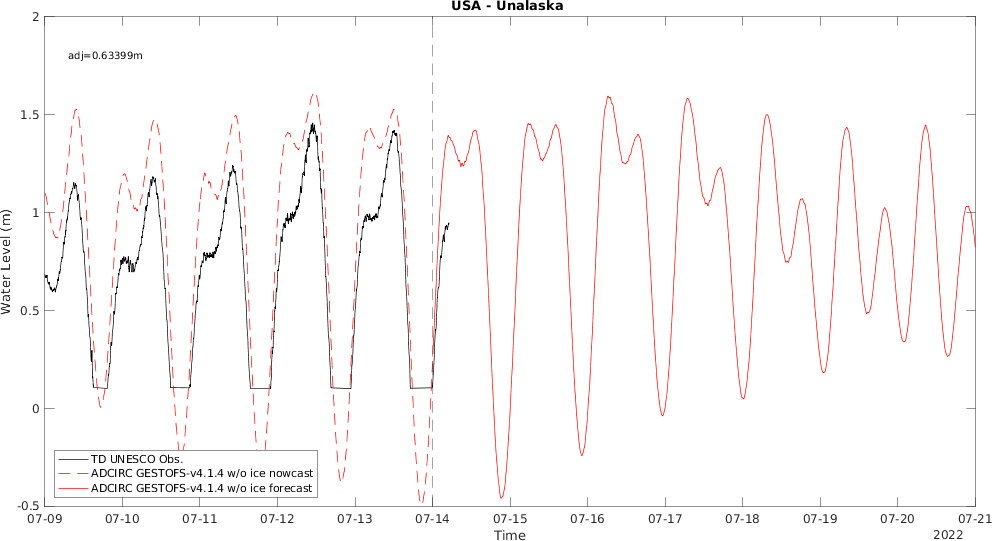 USA - Unalaska
adj=0.63399m
2
1.5
1
0.5
0
-0.5
Water Level (m)
TD UNESCO Obs.
ADCIRC GESTOFS-v4.1.4 w/o ice nowcast
ADCIRC GESTOFS-v4.1.4 w/o ice forecast
07-09 07-10 07-11 07-12 07-13 07-14 07-15 07-16 07-17 07-18 07-19 07-20 07-21
Time
2022